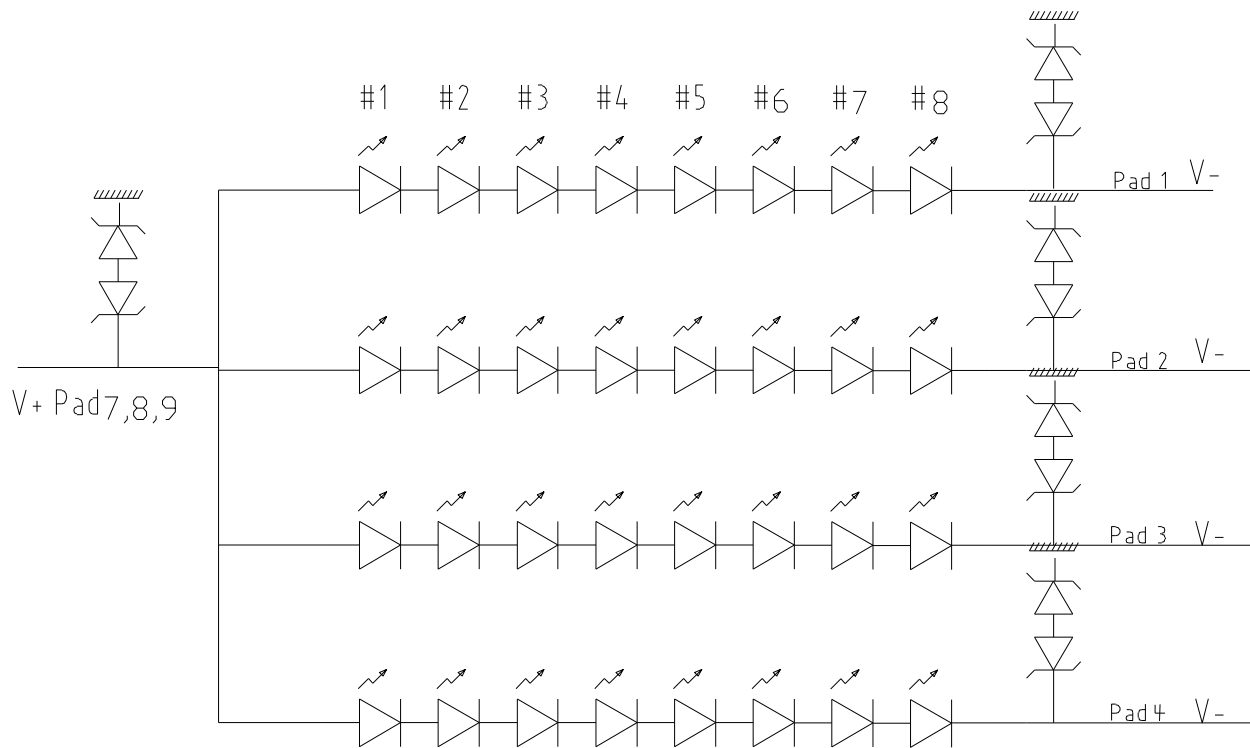 #1 #2 #3 #4 #5 #6 #7 #8
Pad 1 V-
Pad 2 V-
V+ Pad7,8,9
Pad 3 V-
Pad 4 V-